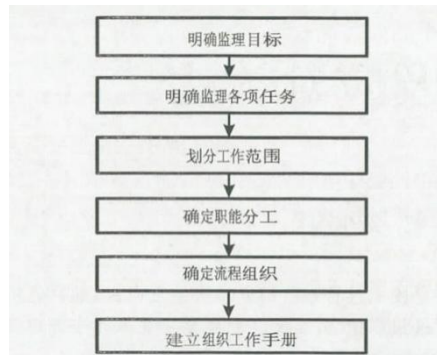 明确监理目标
明确监理各项任务
划分工作范围
确定职能分工
确定流程组织
建立组织工作手册